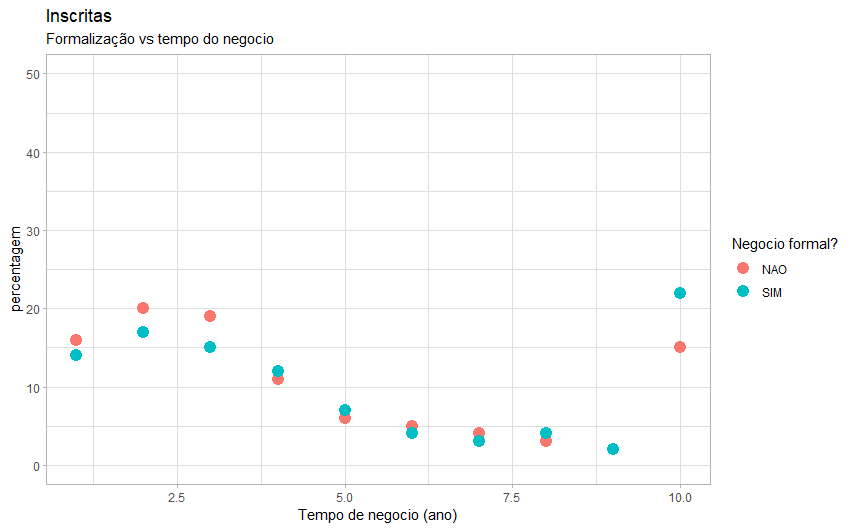 Inscritas
Formalização vs tempo do negocio
50
40
30
20
10
0
percentagem
2.5
5.0
7.5
10.0
Tempo de negocio (ano)
Negocio formal?
NAO
SIM